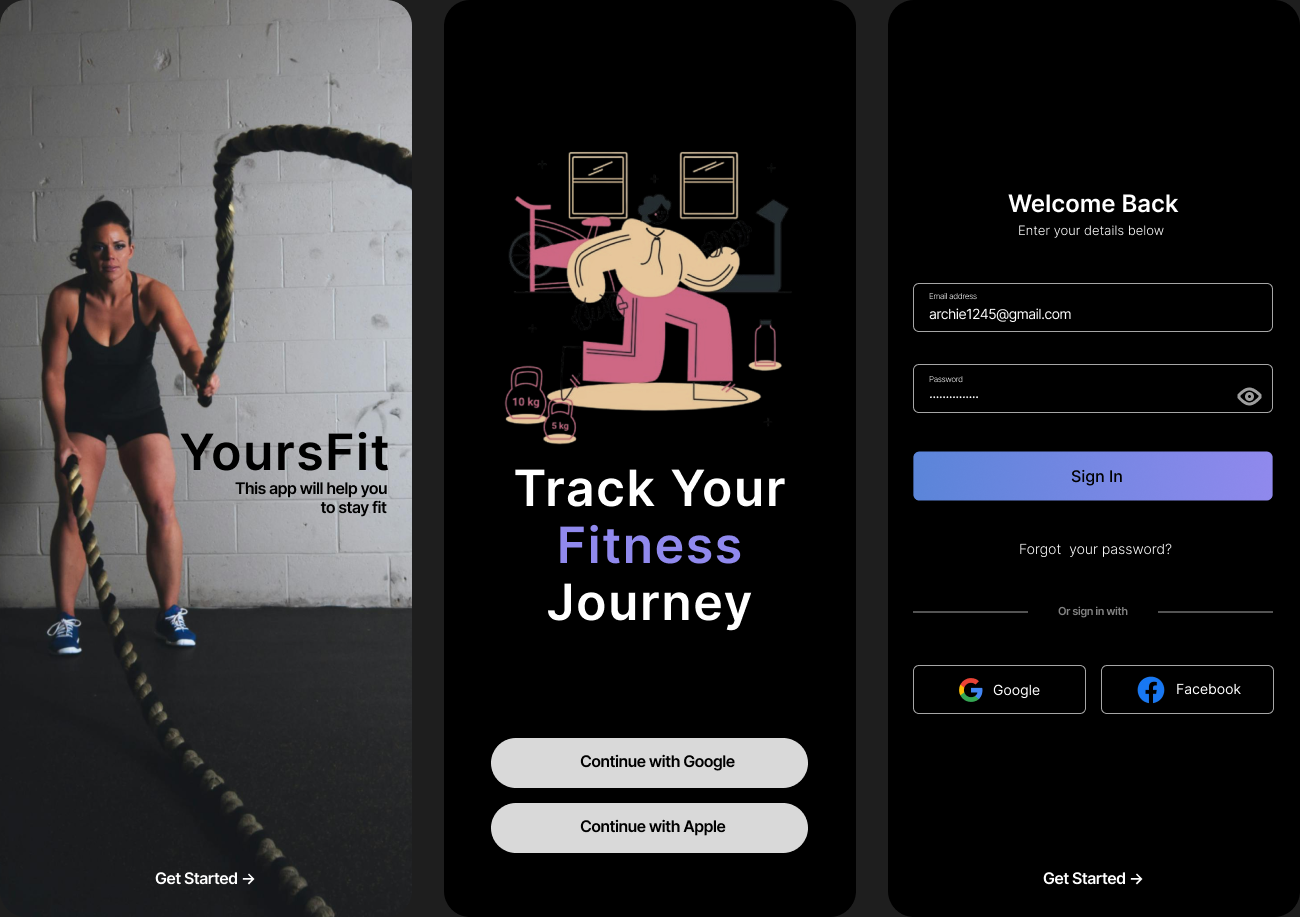 YoursFit
This app will help you
to stay fit
Get Started →
10 kg
5 kg
Track Your
Fitness
Journey
Continue with Google
Continue with Apple
Welcome Back
Enter your details below
Email address
archie1245@gmail.com
Password
···············
Sign In
Forgot  your password?
Or sign in with
Google
Facebook
Get Started →